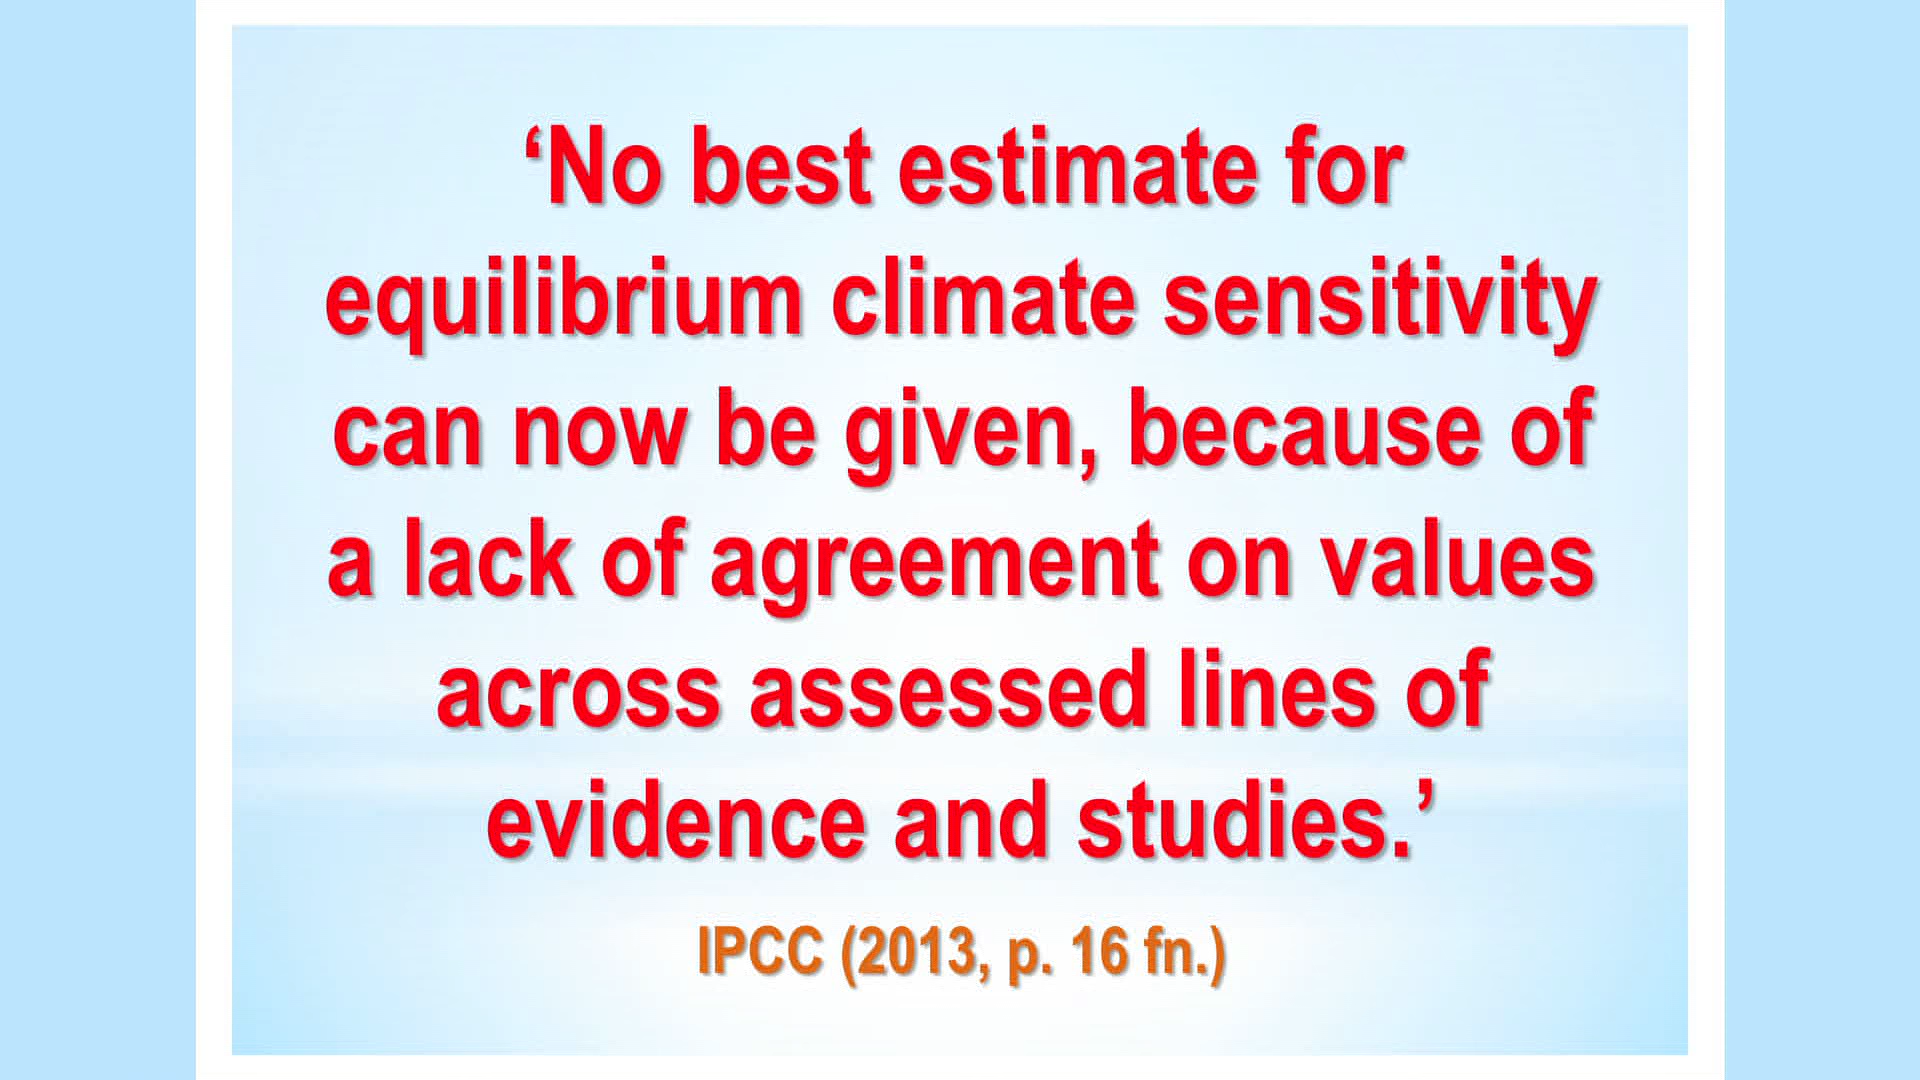 ‘No best estimate for
equilibrium climate sensitivity
can now be given, because of
a lack of agreement on values
across assessed lines of
evidence and studies.’
IPCC (2013, p. 16 fn.)